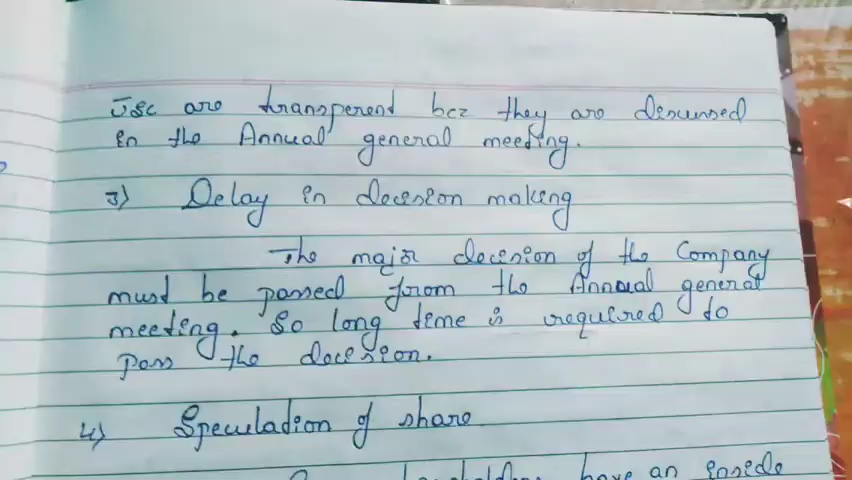 JSC are transperent bcz they are discussed
in the Annual general meeting.
3) Delay in decision making
The major decision of the Company
must be passed from the Annual general
meeting. So long time is required to
pass the decision.
4) Speculation of share
have an inside